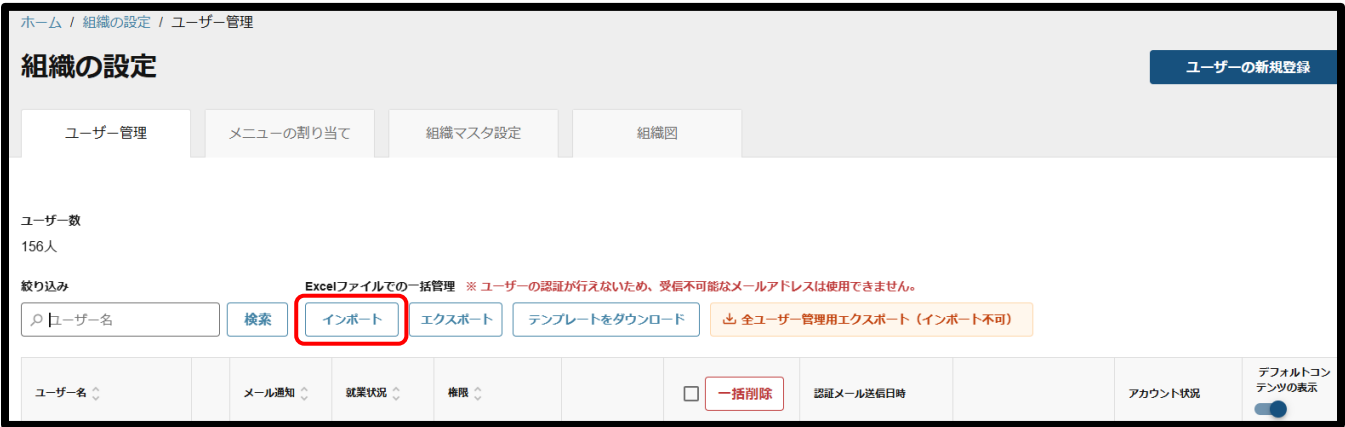 ホーム / 組織の設定 / ユーザー管理
組織の設定
ユーザーの新規登録
ユーザー管理
メニューの割り当て
組織マスタ設定
組織図
ユーザー数
156人
絞り込み
Excelファイルでの一括管理 ※ ユーザーの認証が行えないため、受信不可能なメールアドレスは使用できません。
ユーザー名
検索
インポート
エクスポート
テンプレートをダウンロード
全ユーザー管理用エクスポート（インポート不可）
ユーザー名
メール通知
就業状況
権限
一括削除
認証メール送信日時
アカウント状況
デフォルトコン
テンツの表示